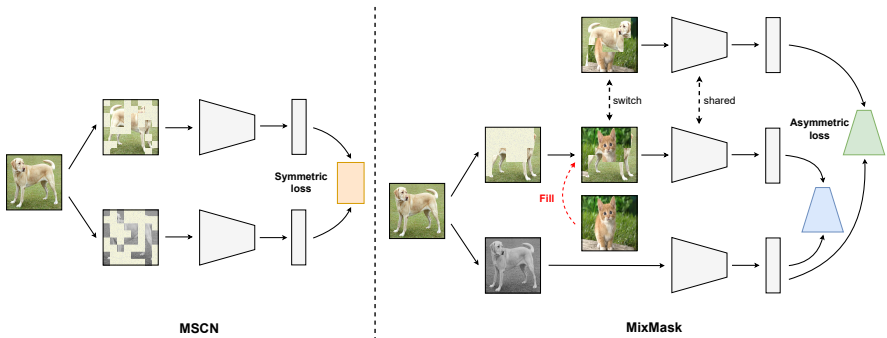 Symmetric
loss
MSCN
switch
shared
Asymmetric
loss
Fill
MixMask